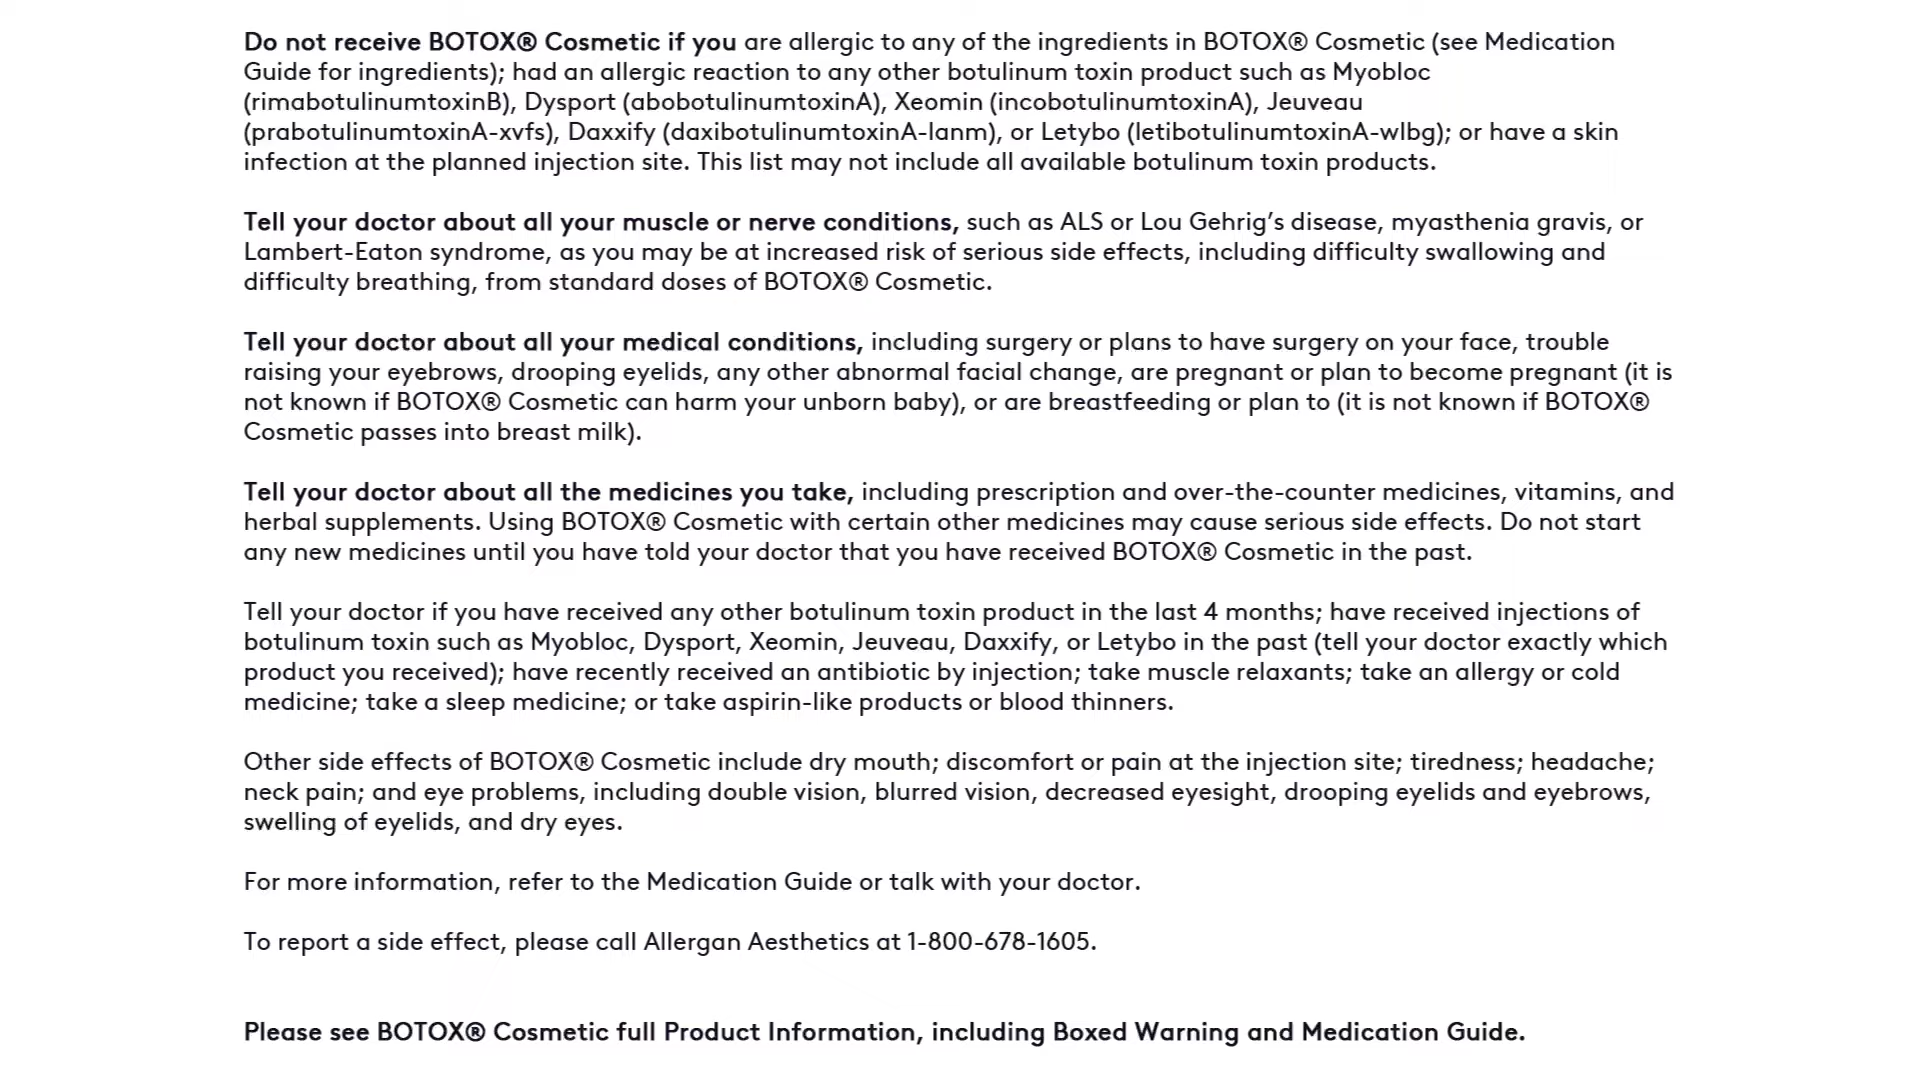 Do not receive BOTOX® Cosmetic if you are allergic to any of the ingredients in BOTOX® Cosmetic (see Medication
Guide for ingredients); had an allergic reaction to any other botulinum toxin product such as Myobloc
(rimabotulinumtoxinB), Dysport (abobotulinumtoxinA), Xeomin (incobotulinumtoxinA), Jeuveau
(prabotulinumtoxinA-xvfs), Daxxify (daxibotulinumtoxinA-lanm), or Letybo (letibotulinumtoxinA-wlbg); or have a skin
infection at the planned injection site. This list may not include all available botulinum toxin products.
Tell your doctor about all your muscle or nerve conditions, such as ALS or Lou Gehrig’s disease, myasthenia gravis, or
Lambert-Eaton syndrome, as you may be at increased risk of serious side effects, including difficulty swallowing and
difficulty breathing, from standard doses of BOTOX® Cosmetic.
Tell your doctor about all your medical conditions, including surgery or plans to have surgery on your face, trouble
raising your eyebrows, drooping eyelids, any other abnormal facial change, are pregnant or plan to become pregnant (it is
not known if BOTOX® Cosmetic can harm your unborn baby), or are breastfeeding or plan to (it is not known if BOTOX®
Cosmetic passes into breast milk).
Tell your doctor about all the medicines you take, including prescription and over-the-counter medicines, vitamins, and
herbal supplements. Using BOTOX® Cosmetic with certain other medicines may cause serious side effects. Do not start
any new medicines until you have told your doctor that you have received BOTOX® Cosmetic in the past.
Tell your doctor if you have received any other botulinum toxin product in the last 4 months; have received injections of
botulinum toxin such as Myobloc, Dysport, Xeomin, Jeuveau, Daxxify, or Letybo in the past (tell your doctor exactly which
product you received); have recently received an antibiotic by injection; take muscle relaxants; take an allergy or cold
medicine; take a sleep medicine; or take aspirin-like products or blood thinners.
Other side effects of BOTOX® Cosmetic include dry mouth; discomfort or pain at the injection site; tiredness; headache;
neck pain; and eye problems, including double vision, blurred vision, decreased eyesight, drooping eyelids and eyebrows,
swelling of eyelids, and dry eyes.
For more information, refer to the Medication Guide or talk with your doctor.
To report a side effect, please call Allergan Aesthetics at 1-800-678-1605.
Please see BOTOX® Cosmetic full Product Information, including Boxed Warning and Medication Guide.